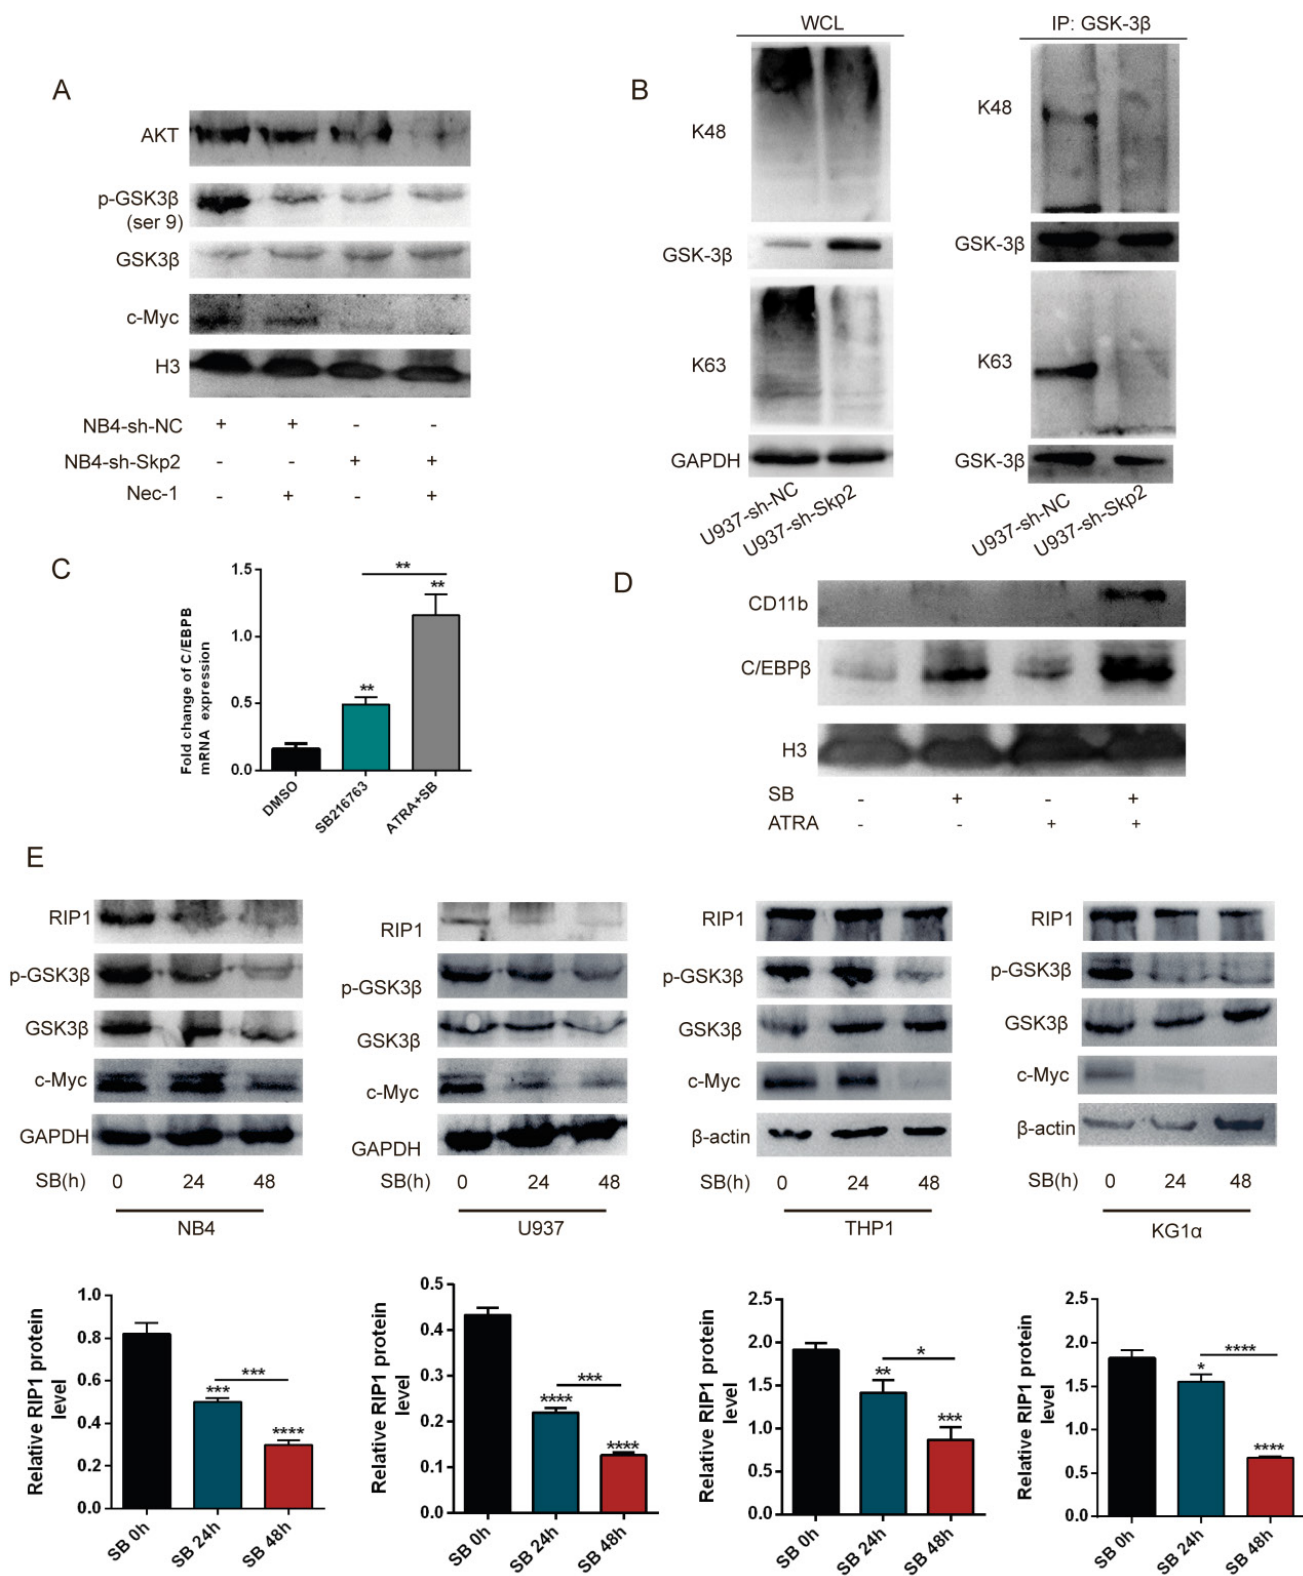 A
AKT
p-GSK3β
(ser 9)
GSK3β
c-Myc
H3
NB4-sh-NC + + - -
NB4-sh-Skp2 - - + +
Nec-1 - + - +
B
WCL
K48
GSK-3β
K63
GAPDH
U937-sh-NC
U937-sh-Skp2
IP: GSK-3β
K48
GSK-3β
K63
GSK-3β
U937-sh-NC
U937-sh-Skp2
C
Fold change of C/EBPB
mRNA expression
1.5
1.0
0.5
0.0
**
**
**
DMSO
SB216763
ATRA+SB
D
CD11b
C/EBPβ
H3
SB - + - +
ATRA - - + +
E
RIP1
p-GSK3β
GSK3β
c-Myc
GAPDH
SB(h) 0 24 48
NB4
RIP1
p-GSK3β
GSK3β
c-Myc
GAPDH
SB(h) 0 24 48
U937
RIP1
p-GSK3β
GSK3β
c-Myc
β-actin
SB(h) 0 24 48
THP1
RIP1
p-GSK3β
GSK3β
c-Myc
β-actin
SB(h) 0 24 48
KG1α
Relative RIP1 protein
level
1.0
0.8
0.6
0.4
0.2
0.0
***
***
****
SB 0h
SB 24h
SB 48h
Relative RIP1 protein
level
0.5
0.4
0.3
0.2
0.1
0.0
***
****
****
SB 0h
SB 24h
SB 48h
Relative RIP1 protein
level
2.5
2.0
1.5
1.0
0.5
0.0
*
**
***
SB 0h
SB 24h
SB 48h
Relative RIP1 protein
level
2.5
2.0
1.5
1.0
0.5
0.0
****
*
****
SB 0h
SB 24h
SB 48h